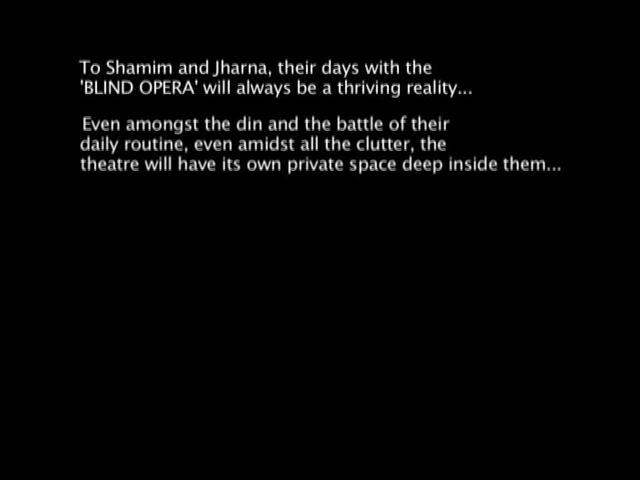 To Shamim and Jharna, their days with the
'BLIND OPERA' will always be a thriving reality...
Even amongst the din and the battle of their
daily routine, even amidst all the clutter, the
theatre will have its own private space deep inside them...